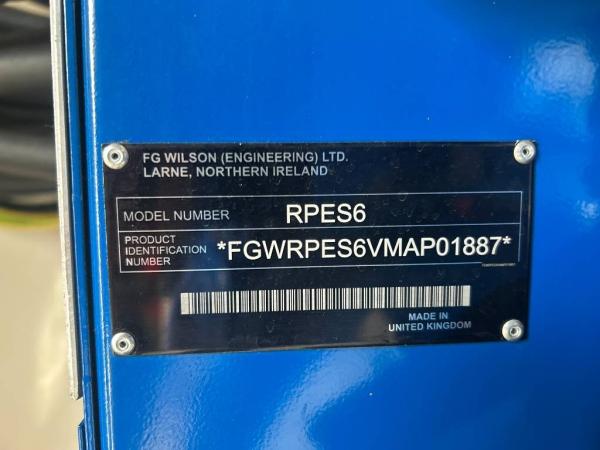 FG WILSON (ENGINEERING) LTD.
LARNE, NORTHERN IRELAND
MODEL NUMBER RPES6
PRODUCT
IDENTIFICATION
NUMBER *FGWRPES6VMAP01887*
MADE IN
UNITED KINGDOM